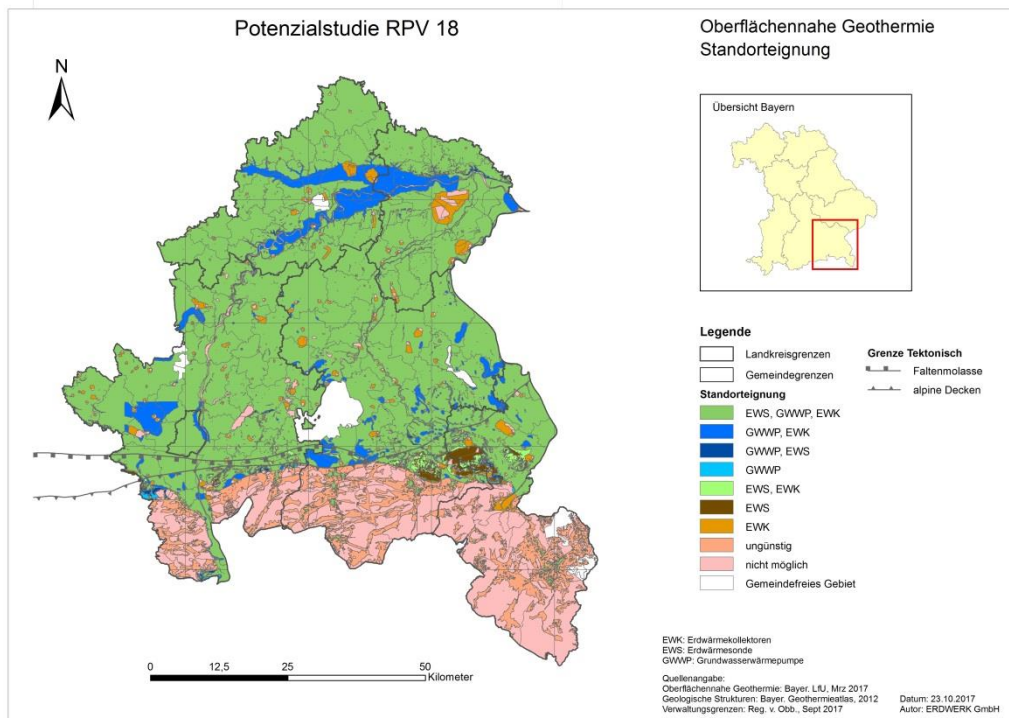 Potenzialstudie RPV 18
Oberflächennahe Geothermie
Standorteignung
N
Übersicht Bayern
Legende
Landkreisgrenzen
Gemeindegrenzen
Grenze Tektonisch
Faltenmolasse
alpine Decken
Standorteignung
EWS, GWWP, EWK
GWWP, EWK
GWWP, EWS
GWWP
EWS, EWK
EWS
EWK
ungünstig
nicht möglich
Gemeindefreies Gebiet
0 12,5 25 50
Kilometer
EWK: Erdwärmekollektoren
EWS: Erdwärmesonde
GWWP: Grundwasserwärmepumpe
Quellenangabe:
Oberflächennahe Geothermie: Bayer. LfU, Mrz 2017
Geologische Strukturen: Bayer. Geothermieatlas, 2012
Verwaltungsgrenzen: Reg. v. Obb., Sept 2017
Datum: 23.10.2017
Autor: ERDWERK GmbH